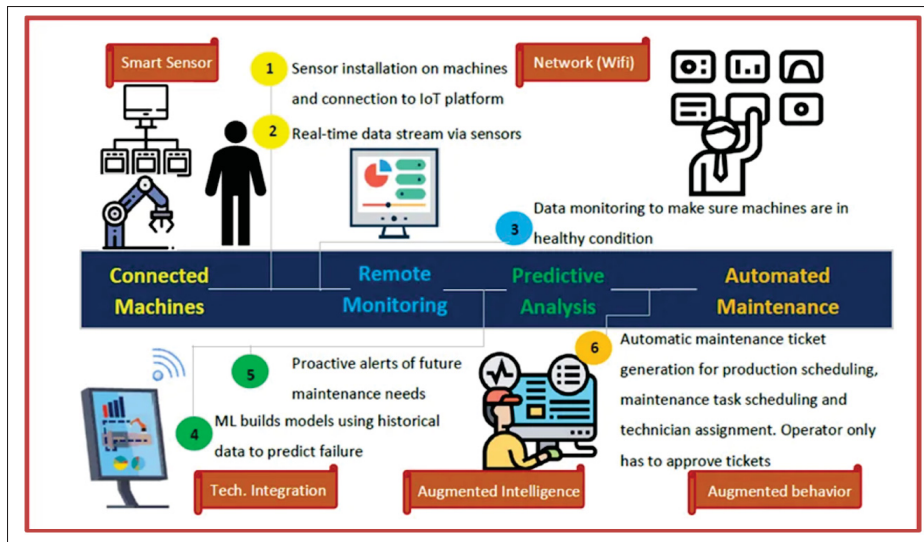 Smart Sensor
Network (Wifi)
1
Sensor installation on machines
and connection to IoT platform
2
Real-time data stream via sensors
3
Data monitoring to make sure machines are in
healthy condition
Connected
Machines
Remote
Monitoring
Predictive
Analysis
Automated
Maintenance
5
Proactive alerts of future
maintenance needs
4
ML builds models using historical
data to predict failure
6
Automatic maintenance ticket
generation for production scheduling,
maintenance task scheduling and
technician assignment. Operator only
has to approve tickets
Tech. Integration
Augmented Intelligence
Augmented behavior